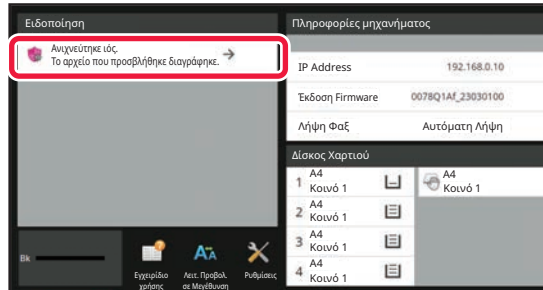 Ειδοποίηση
Ανιχνεύτηκε ιός.
Το αρχείο που προσβλήθηκε διαγράφηκε.
Bk
Εγχειρίδιο
χρήσης
Λειτ. Προβολ.
σε Μεγέθυνση
Ρυθμίσεις
Πληροφορίες μηχανήματος
IP Address 192.168.0.10
Έκδοση Firmware 0078Q1Af_23030100
Λήψη Φαξ Αυτόματη Λήψη
Δίσκος Χαρτιού
1 A4
Κοινό 1
2 A4
Κοινό 1
3 A4
Κοινό 1
4 A4
Κοινό 1
A4
Κοινό 1